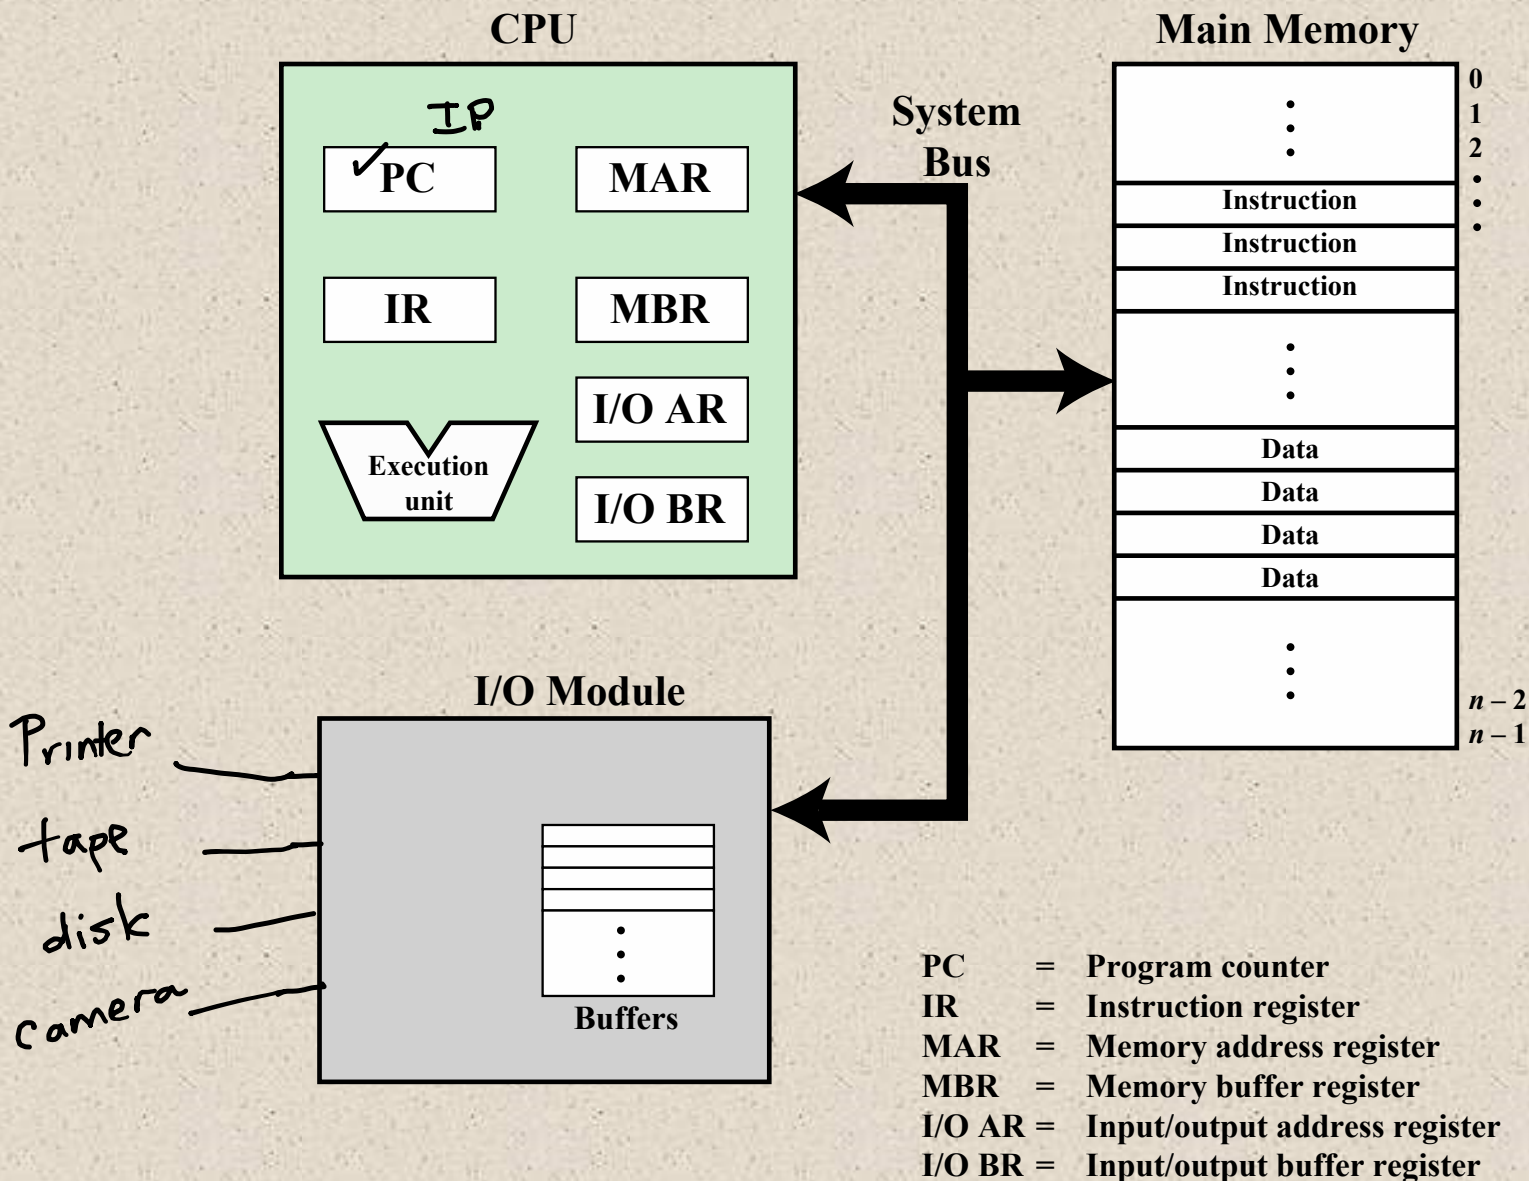 CPU
Main Memory
IP
PC
MAR
IR
MBR
I/O AR
I/O BR
Execution
unit
System
Bus
0
1
2
Instruction
Instruction
Instruction
Data
Data
Data
Data
n – 2
n – 1
I/O Module
Printer
tape
disk
camera
Buffers
PC = Program counter
IR = Instruction register
MAR = Memory address register
MBR = Memory buffer register
I/O AR = Input/output address register
I/O BR = Input/output buffer register